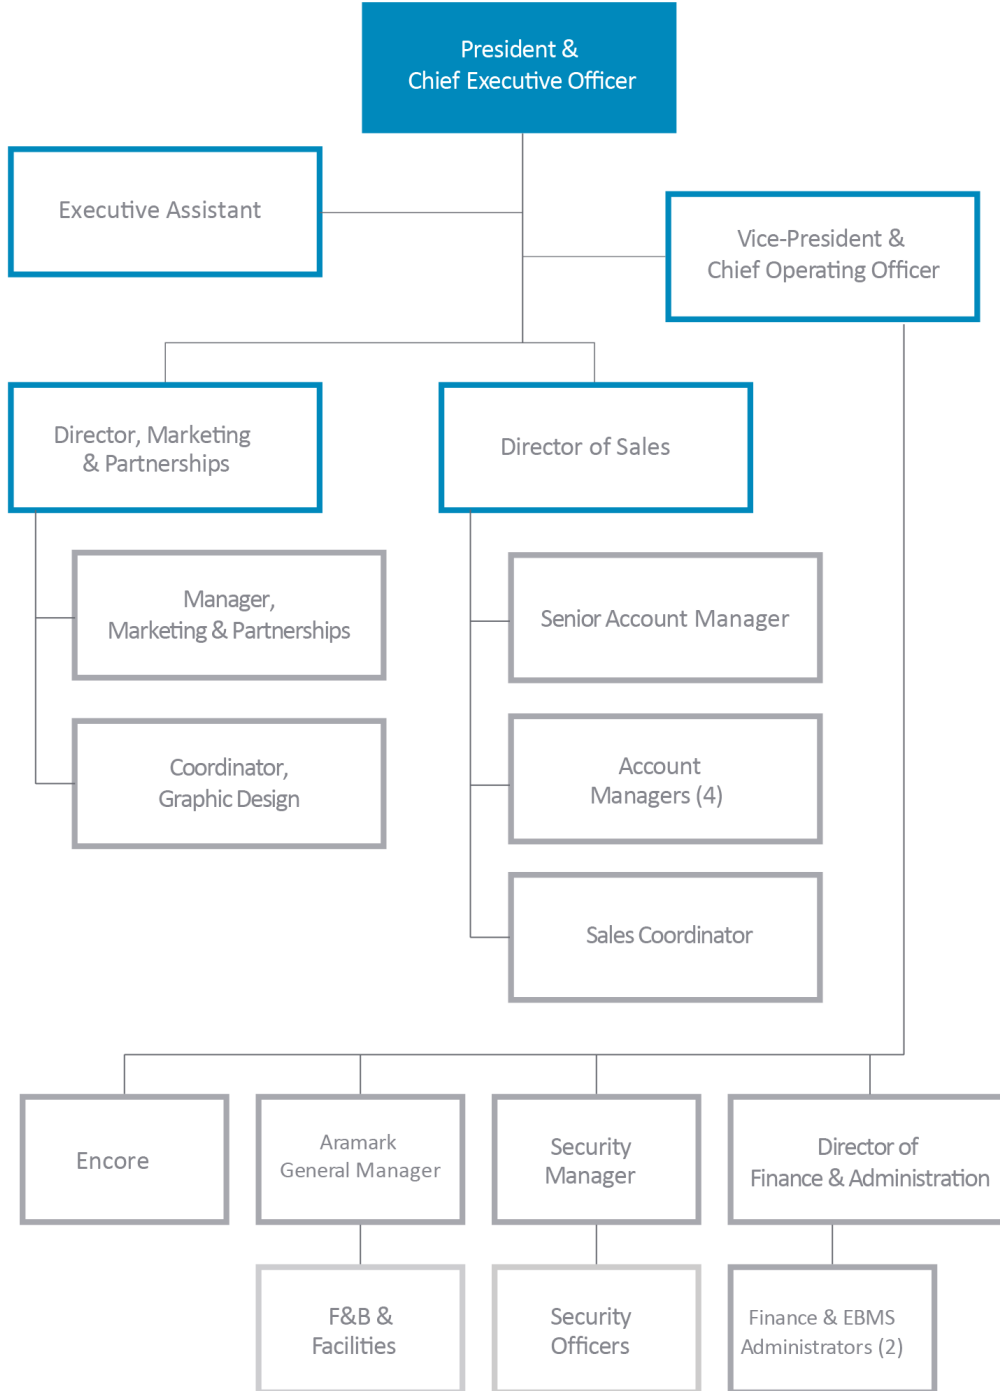 President &
Chief Executive Officer
Executive Assistant
Vice-President &
Chief Operating Officer
Director, Marketing
& Partnerships
Director of Sales
Manager,
Marketing & Partnerships
Senior Account Manager
Coordinator,
Graphic Design
Account
Managers (4)
Sales Coordinator
Encore
Aramark
General Manager
Security
Manager
Director of
Finance & Administration
F&B &
Facilities
Security
Officers
Finance & EBMS
Administrators (2)